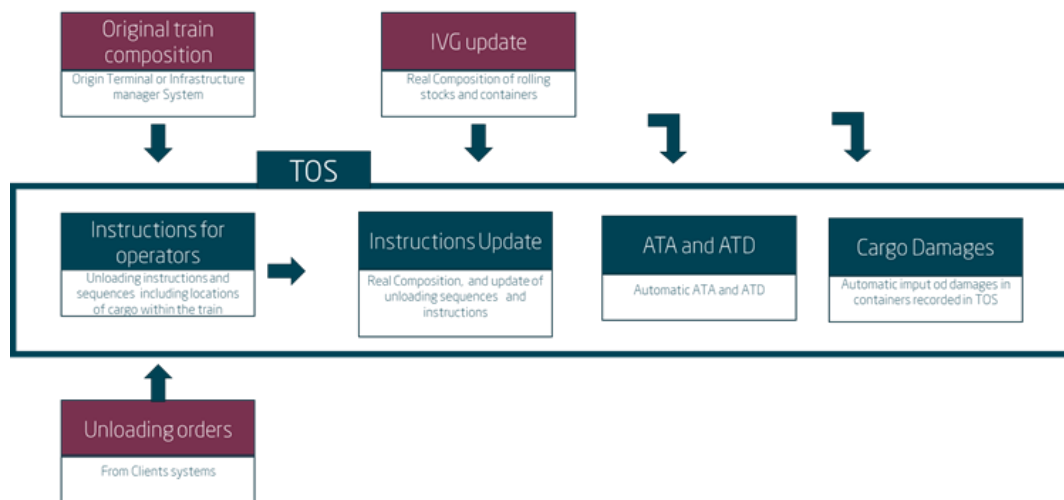 Original train
composition
Origin Terminal or Infrastructure
manager System
IVG update
Real Composition of rolling
stocks and containers
TOS
Instructions for
operators
Unloading instructions and
sequences including locations
of cargo within the train
Instructions Update
Real Composition, and update of
unloading sequences and
instructions
ATA and ATD
Automatic ATA and ATD
Cargo Damages
Automatic imput od damages in
containers recorded in TOS
Unloading orders
From Clients systems